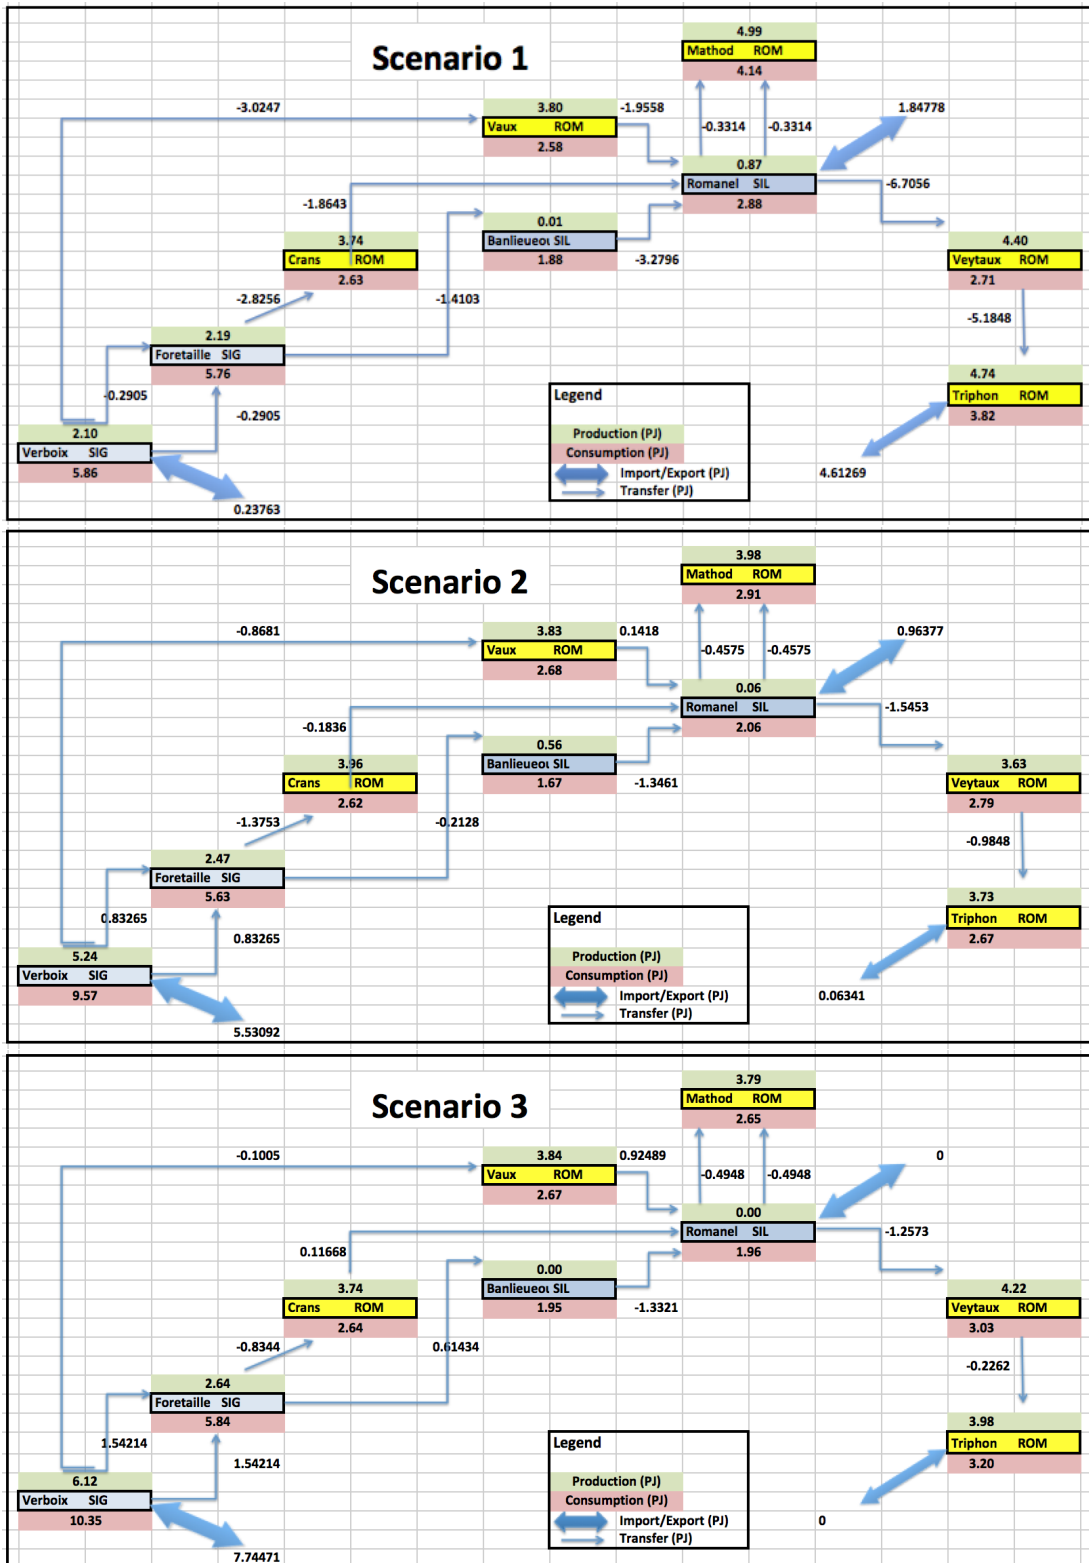 Scenario 1
4.99
Mathod ROM
4.14
-3.0247
3.80
-1.9558
1.84778
Vaux ROM
-0.3314
-0.3314
2.58
0.87
Romanel SIL
-6.7056
2.88
-1.8643
0.01
3.74
Banlieueou SIL
4.40
Crans ROM
1.88
-3.2796
Veytaux ROM
2.63
2.71
-2.8256
-1.4103
-5.1848
2.19
Foretaille SIG
5.76
4.74
-0.2905
Legend
Triphon ROM
-0.2905
3.82
2.10
Production (PJ)
Verboix SIG
Consumption (PJ)
5.86
Import/Export (PJ)
4.61269
Transfer (PJ)
0.23763
Scenario 2
3.98
Mathod ROM
2.91
-0.8681
3.83
0.1418
0.96377
Vaux ROM
-0.4575
-0.4575
2.68
0.06
Romanel SIL
-1.5453
2.06
-0.1836
0.56
3.96
Banlieueou SIL
3.63
Crans ROM
1.67
-1.3461
Veytaux ROM
2.62
2.79
-1.3753
-0.2128
-0.9848
2.47
Foretaille SIG
5.63
3.73
0.83265
Legend
Triphon ROM
0.83265
2.67
5.24
Production (PJ)
Verboix SIG
Consumption (PJ)
9.57
Import/Export (PJ)
0.06341
Transfer (PJ)
5.53092
Scenario 3
3.79
Mathod ROM
2.65
-0.1005
3.84
0.92489
0
Vaux ROM
-0.4948
-0.4948
2.67
0.00
Romanel SIL
-1.2573
1.96
0.11668
0.00
3.74
Banlieueou SIL
4.22
Crans ROM
1.95
-1.3321
Veytaux ROM
2.64
3.03
-0.8344
0.61434
-0.2262
2.64
Foretaille SIG
5.84
3.98
1.54214
Legend
Triphon ROM
1.54214
3.20
6.12
Production (PJ)
Verboix SIG
Consumption (PJ)
10.35
Import/Export (PJ)
0
Transfer (PJ)
7.74471